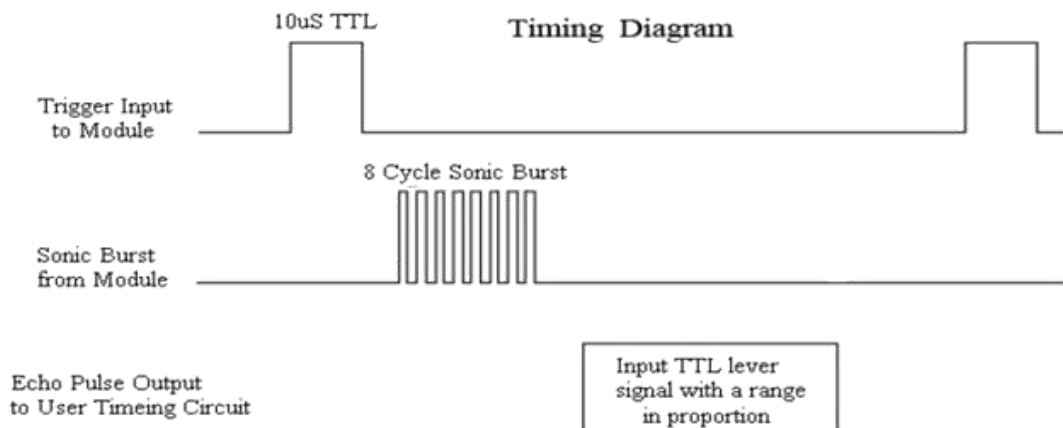 10uS TTL
Timing Diagram
Trigger Input
to Module
8 Cycle Sonic Burst
Sonic Burst
from Module
Echo Pulse Output
to User Timeing Circuit
Input TTL lever
signal with a range
in proportion